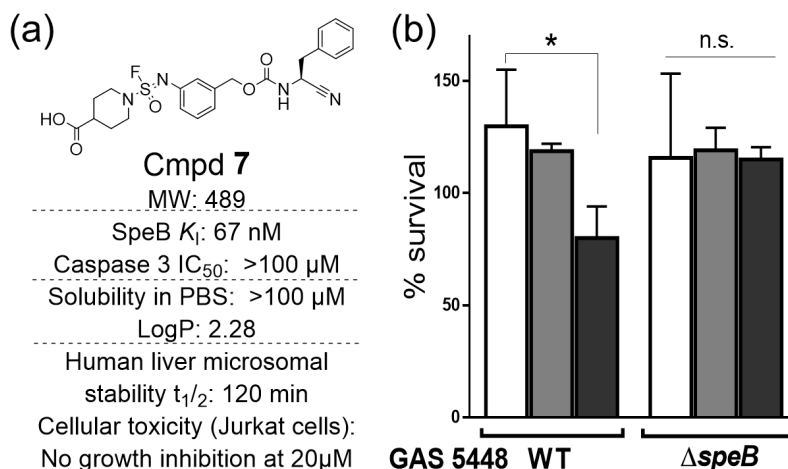 (a)
F
N
S
N
O
HO
O
O
O
N
H
N
Cmpd 7
MW: 489
SpeB KI: 67 nM
Caspase 3 IC50: >100 µM
Solubility in PBS: >100 µM
LogP: 2.28
Human liver microsomal
stability t1/2: 120 min
Cellular toxicity (Jurkat cells):
No growth inhibition at 20µM
(b)
% survival
150
100
50
0
*
n.s.
GAS 5448 WT ΔspeB